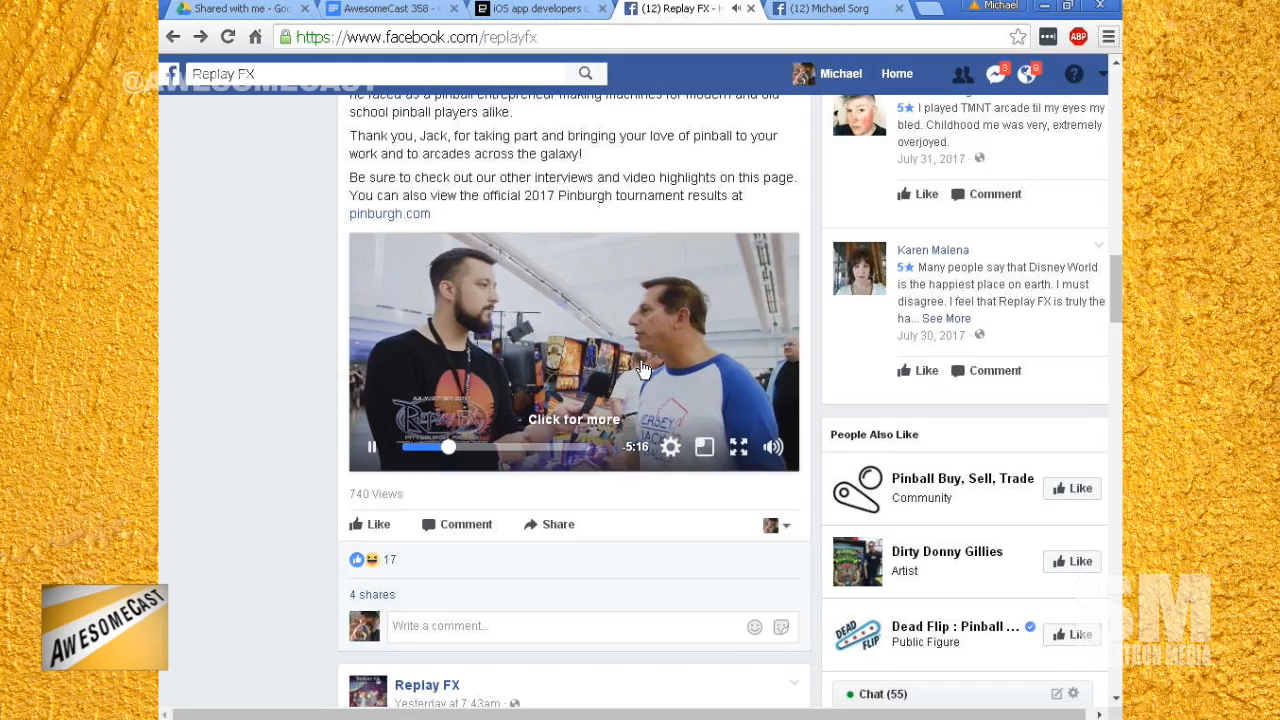 Shared with me - Goo
AwesomeCast 358 -
iOS app developers
(12) Replay FX -
(12) Michael Sorg
Michael
https://www.facebook.com/replayfx
ABP
@AWESOMECAST
Replay FX
Michael
Home
3
9
he faced as a pinball entrepreneur making machines for modern and old
school pinball players alike.
Thank you, Jack, for taking part and bringing your love of pinball to your
work and to arcades across the galaxy!
Be sure to check out our other interviews and video highlights on this page.
You can also view the official 2017 Pinburgh tournament results at
pinburgh.com
REPLAYFX
Click for more
-5:16
740 Views
Like
Comment
Share
17
4 shares
Write a comment...
Replay FX
Yesterday at 7:43am
5★ I played TMNT arcade til my eyes my
bled. Childhood me was very, extremely
overjoyed.
July 31, 2017
Like
Comment
Karen Malena
5★ Many people say that Disney World
is the happiest place on earth. I must
disagree. I feel that Replay FX is truly the
ha... See More
July 30, 2017
Like
Comment
People Also Like
Pinball Buy, Sell, Trade
Community
Like
Dirty Donny Gillies
Artist
Like
DEAD
FLIP
Dead Flip : Pinball ...
Public Figure
Like
Chat (55)
AWESOMECAST
SM